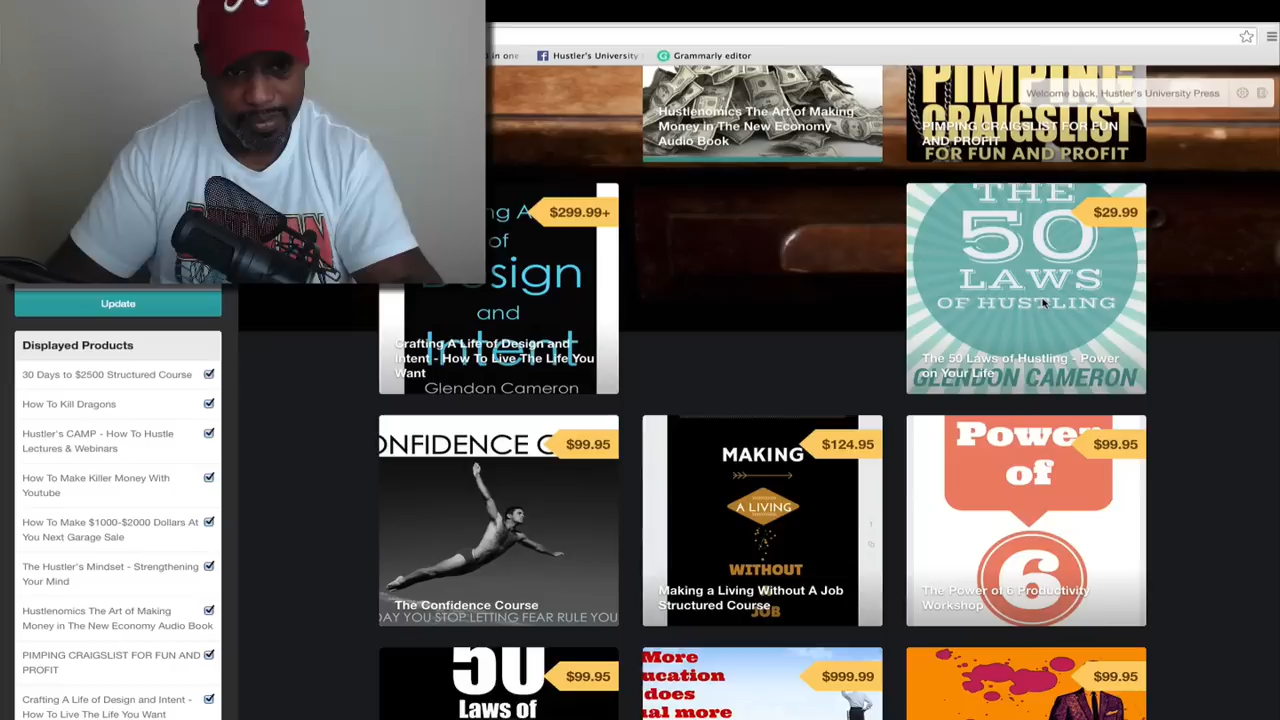 d in one
Hustler's University
Grammarly editor
Welcome back, Hustler's University Press
Hustlenomics The Art of Making
Money in The New Economy
Audio Book
PIMPING
CRAIGSLIST
FOR FUN AND PROFIT
PIMPING CRAIGSLIST FOR FUN
AND PROFIT
$299.99+
ng A
of
sign
and
Intent
Crafting A Life of Design and
Intent - How To Live The Life You
Want
Glendon Cameron
$29.99
THE
50
LAWS
OF HUSTLING
The 50 Laws of Hustling - Power
on Your Life
GLENDON CAMERON
Update
Displayed Products
30 Days to $2500 Structured Course
How To Kill Dragons
Hustler's CAMP - How To Hustle
Lectures & Webinars
How To Make Killer Money With
Youtube
How To Make $1000-$2000 Dollars At
You Next Garage Sale
The Hustler's Mindset - Strengthening
Your Mind
Hustlenomics The Art of Making
Money in The New Economy Audio Book
PIMPING CRAIGSLIST FOR FUN AND
PROFIT
Crafting A Life of Design and Intent -
How To Live The Life You Want
ONFIDENCE C
$99.95
The Confidence Course
DAY YOU STOP LETTING FEAR RULE YOU
$124.95
MAKING
A LIVING
WITHOUT
A
JOB
Making a Living Without A Job
Structured Course
$99.95
Power
of
6
The Power of 6 Productivity
Workshop
$99.95
50
Laws of
$999.99
More
ucation
does
ual more
$99.95